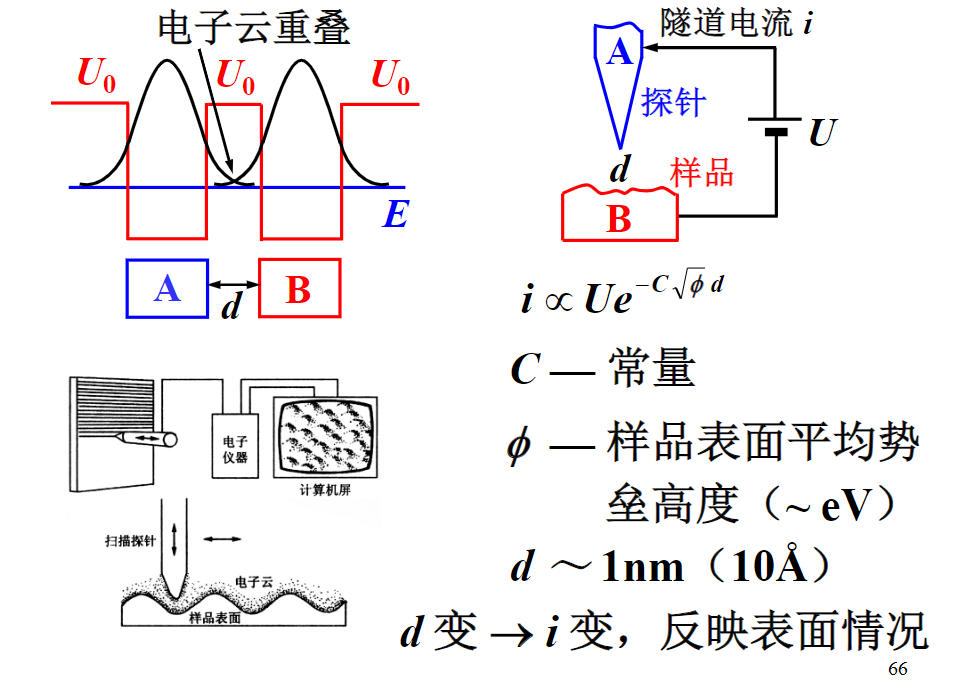 电子云重叠
U₀ U₀ U₀
E
A d B
隧道电流 i
A
探针
U
d
样品
B
i ∝ Ue^{-C√ϕ d}
C — 常量
ϕ — 样品表面平均势
垒高度（~ eV）
d ～ 1nm（10Å）
d 变 → i 变，反映表面情况
电子
仪器
计算机屏
扫描探针
电子云
样品表面
66